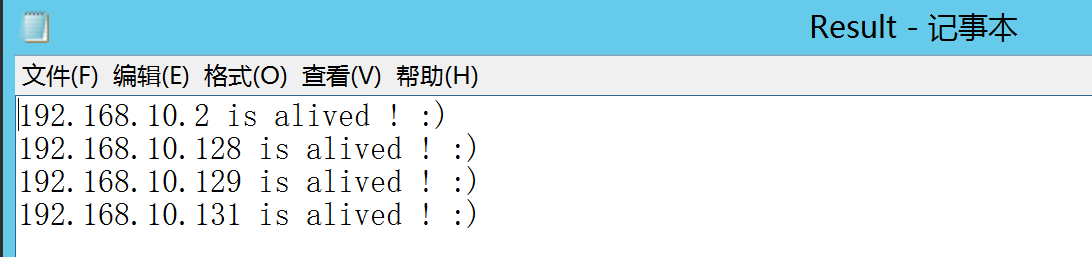 Result - 记事本
文件(F) 编辑(E) 格式(O) 查看(V) 帮助(H)
192.168.10.2 is alived ! :)
192.168.10.128 is alived ! :)
192.168.10.129 is alived ! :)
192.168.10.131 is alived ! :)